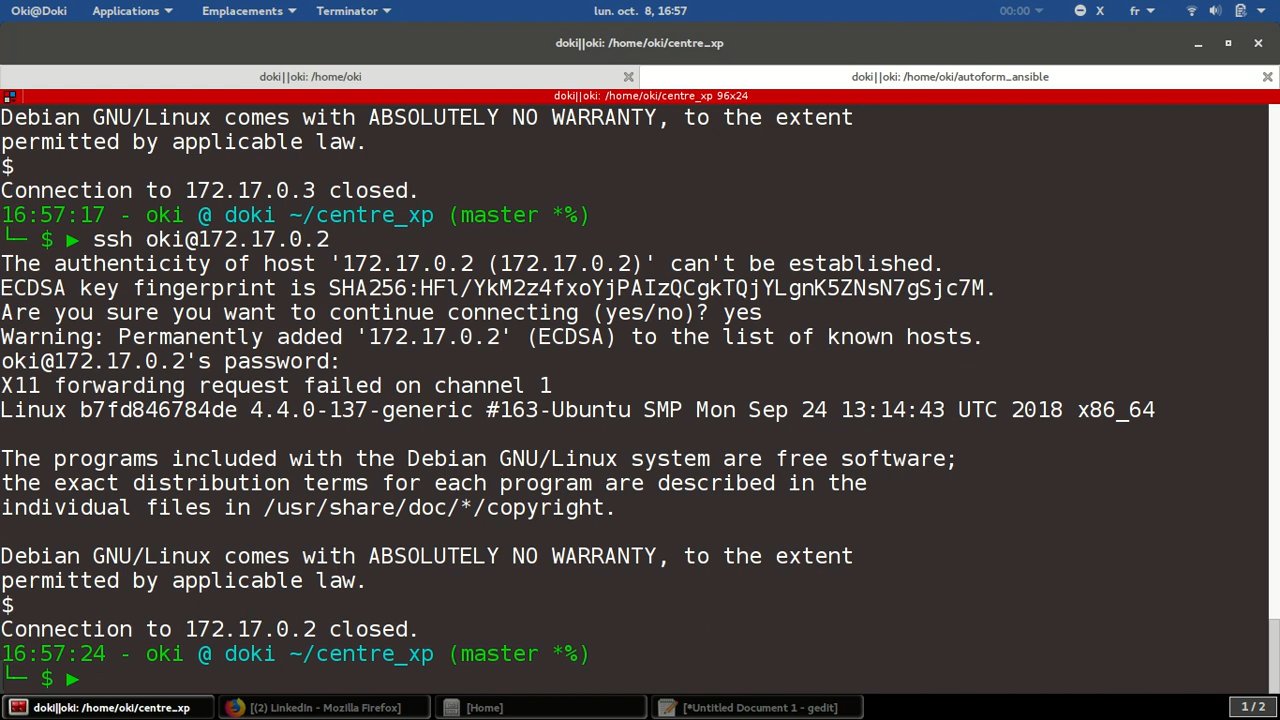 Oki@Doki Applications Emplacements Terminator lun. oct. 8, 16:57 00:00 X fr
doki||oki: /home/oki/centre_xp
doki||oki: /home/oki doki||oki: /home/oki/autoform_ansible
doki||oki: /home/oki/centre_xp 96x24
Debian GNU/Linux comes with ABSOLUTELY NO WARRANTY, to the extent
permitted by applicable law.
$
Connection to 172.17.0.3 closed.
16:57:17 - oki @ doki ~/centre_xp (master *%)
└─ $ ▶ ssh oki@172.17.0.2
The authenticity of host '172.17.0.2 (172.17.0.2)' can't be established.
ECDSA key fingerprint is SHA256:HFl/YkM2z4fxoYjPAIzQCgkTQjYLgnK5ZNsN7gSjc7M.
Are you sure you want to continue connecting (yes/no)? yes
Warning: Permanently added '172.17.0.2' (ECDSA) to the list of known hosts.
oki@172.17.0.2's password:
X11 forwarding request failed on channel 1
Linux b7fd846784de 4.4.0-137-generic #163-Ubuntu SMP Mon Sep 24 13:14:43 UTC 2018 x86_64
The programs included with the Debian GNU/Linux system are free software;
the exact distribution terms for each program are described in the
individual files in /usr/share/doc/*/copyright.
Debian GNU/Linux comes with ABSOLUTELY NO WARRANTY, to the extent
permitted by applicable law.
$
Connection to 172.17.0.2 closed.
16:57:24 - oki @ doki ~/centre_xp (master *%)
└─ $ ▶
doki||oki: /home/oki/centre_xp [(2) LinkedIn - Mozilla Firefox] [Home] [*Untitled Document 1 - gedit) 1 / 2